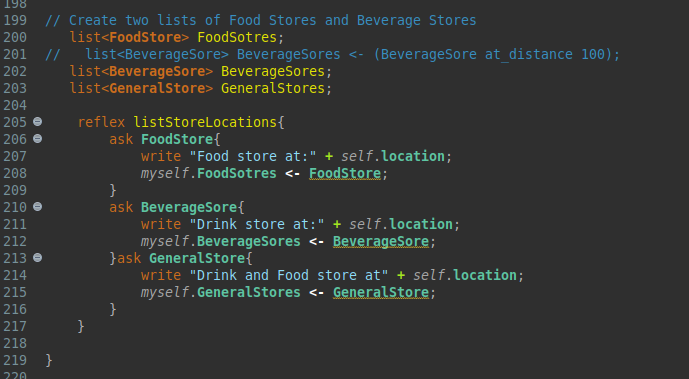 198
199 // Create two lists of Food Stores and Beverage Stores
200 list<FoodStore> FoodSotres;
201 //   list<BeverageSore> BeverageSores <- (BeverageSore at_distance 100);
202 list<BeverageSore> BeverageSores;
203 list<GeneralStore> GeneralStores;
204
205 reflex listStoreLocations{
206 ask FoodStore{
207 write "Food store at:" + self.location;
208 myself.FoodSotres <- FoodStore;
209 }
210 ask BeverageSore{
211 write "Drink store at:" + self.location;
212 myself.BeverageSores <- BeverageSore;
213 }ask GeneralStore{
214 write "Drink and Food store at" + self.location;
215 myself.GeneralStores <- GeneralStore;
216 }
217 }
218
219 }
220